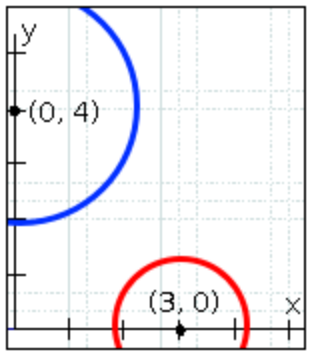 y
(0, 4)
(3, 0)
x